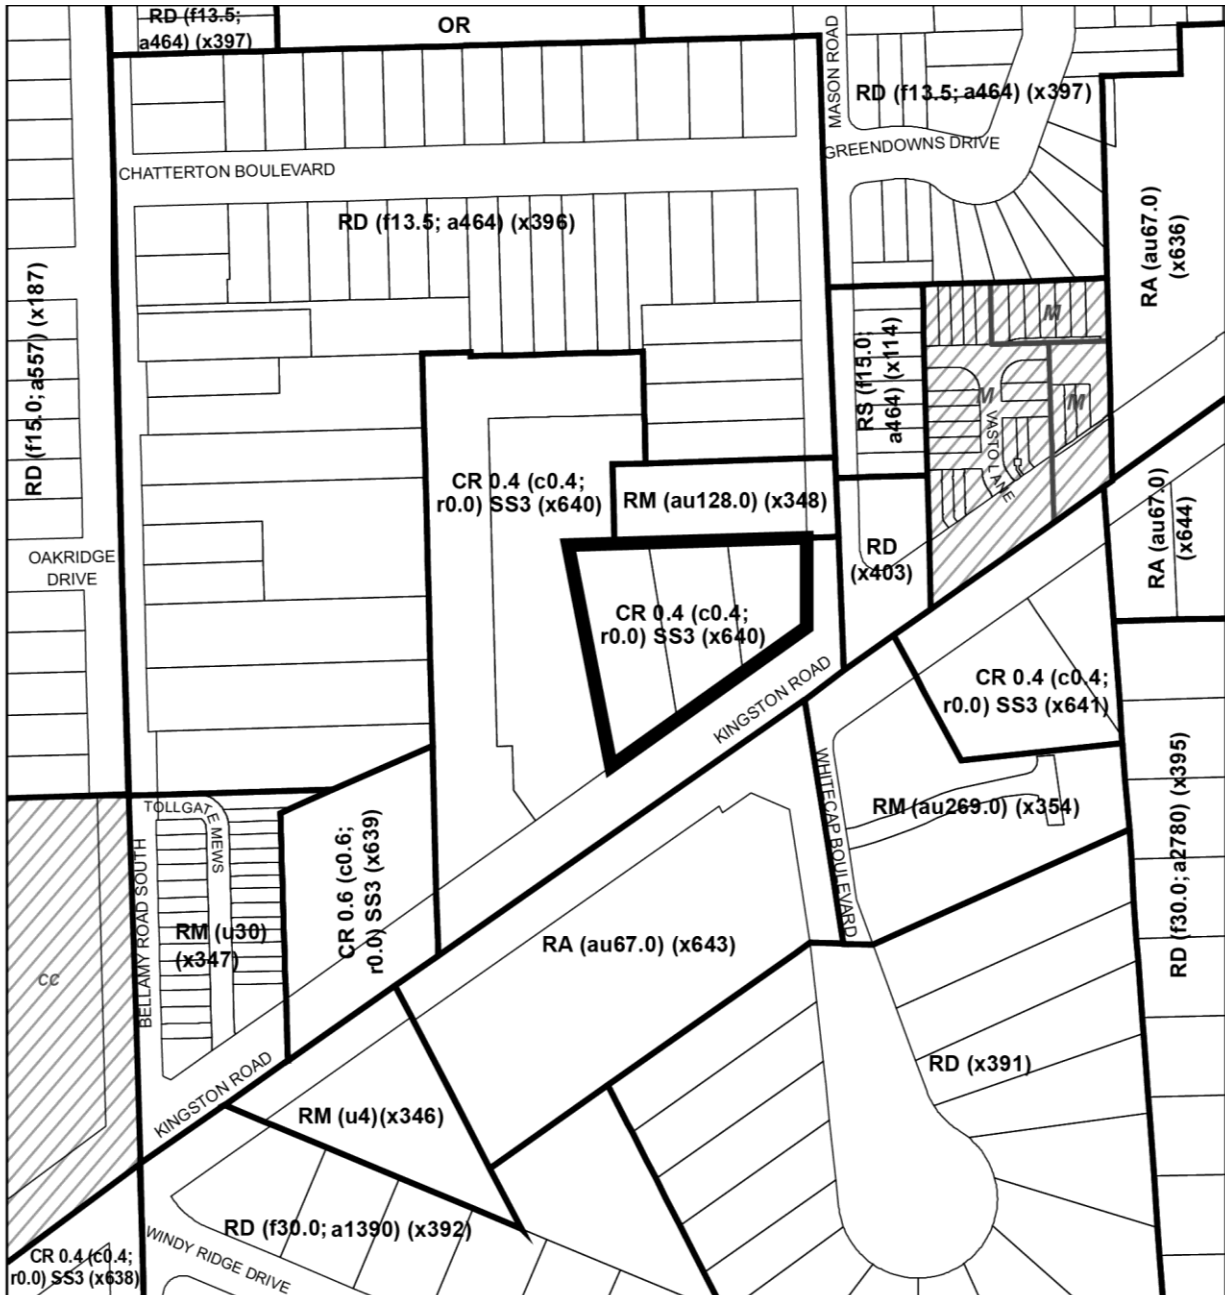 RD (f13.5;
a464) (x397)
OR
MASON ROAD
RD (f13.5; a464) (x397)
GREENDOWNS DRIVE
CHATTERTON BOULEVARD
RD (f13.5; a464) (x396)
RA (au67.0)
(x636)
RD (f15.0; a557) (x187)
RS (f15.0;
a464) (x114)
M
M
M
VASTO LANE
CR 0.4 (c0.4;
r0.0) SS3 (x640)
RM (au128.0) (x348)
RA (au67.0)
(x644)
OAKRIDGE
DRIVE
RD
(x403)
CR 0.4 (c0.4;
r0.0) SS3 (x640)
KINGSTON ROAD
CR 0.4 (c0.4;
r0.0) SS3 (x641)
WHITECAP BOULEVARD
RM (au269.0) (x354)
RD (f30.0; a2780) (x395)
TOLLGATE MEWS
BELLAMY ROAD SOUTH
CR 0.6 (c0.6;
r0.0) SS3 (x639)
RM (u30)
(x347)
RA (au67.0) (x643)
CC
RD (x391)
KINGSTON ROAD
RM (u4)(x346)
RD (f30.0; a1390) (x392)
WINDY RIDGE DRIVE
CR 0.4 (c0.4;
r0.0) SS3 (x638)